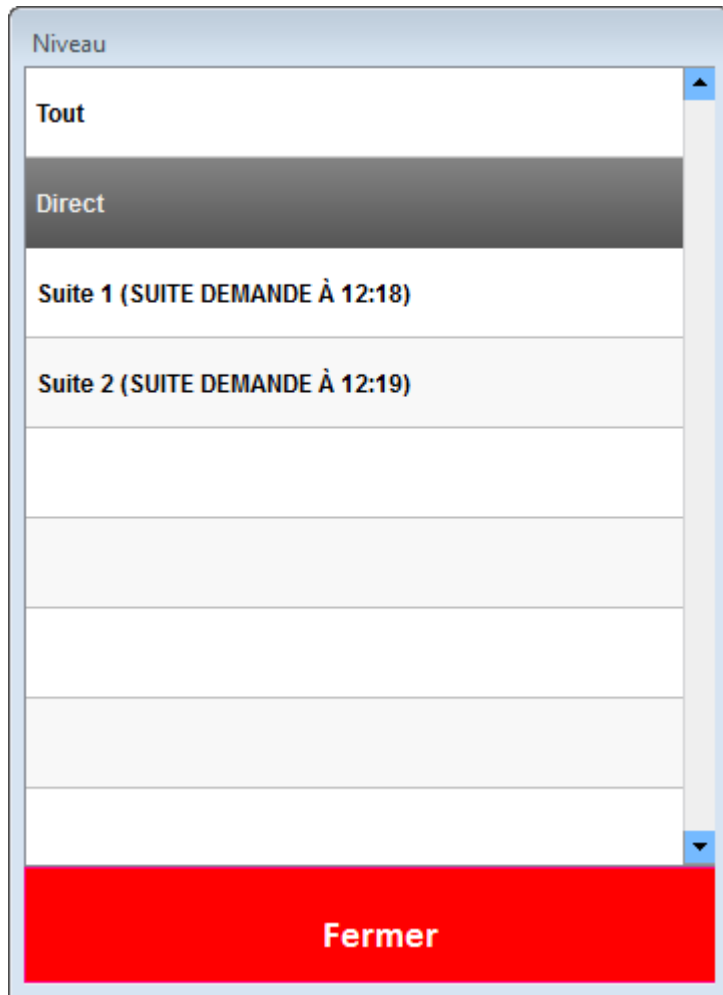 Niveau
Tout
Direct
Suite 1 (SUITE DEMANDE À 12:18)
Suite 2 (SUITE DEMANDE À 12:19)
Fermer